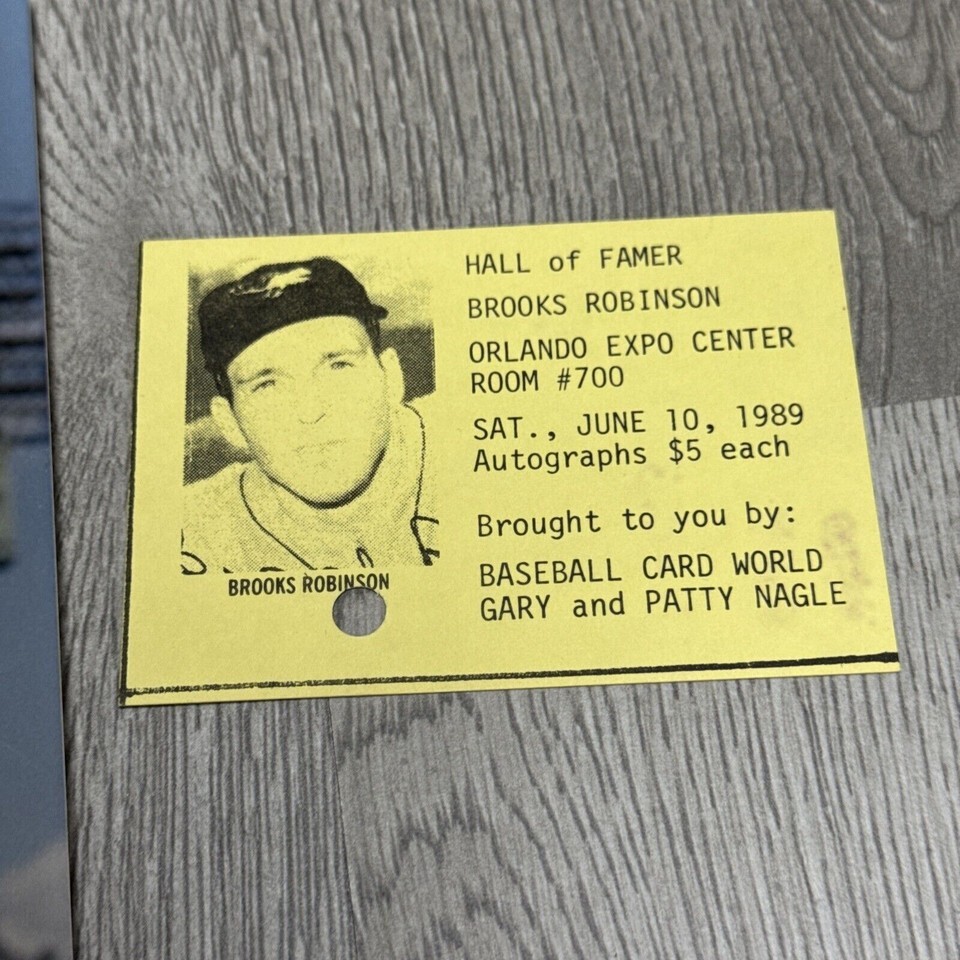 HALL of FAMER
BROOKS ROBINSON
ORLANDO EXPO CENTER
ROOM #700
SAT., JUNE 10, 1989
Autographs $5 each
Brought to you by:
BASEBALL CARD WORLD
GARY and PATTY NAGLE
BROOKS ROBINSON